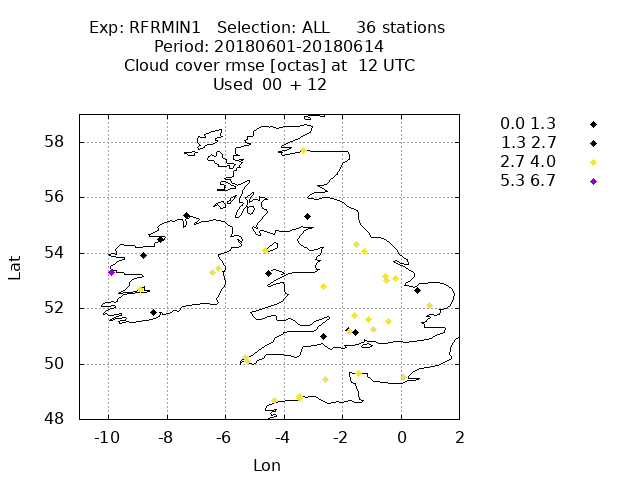 Exp: RFRMIN1 Selection: ALL 36 stations
Period: 20180601-20180614
Cloud cover rmse [octas] at 12 UTC
Used 00 + 12
0.0 1.3
1.3 2.7
2.7 4.0
5.3 6.7
58
56
54
52
50
48
Lat
-10 -8 -6 -4 -2 0 2
Lon